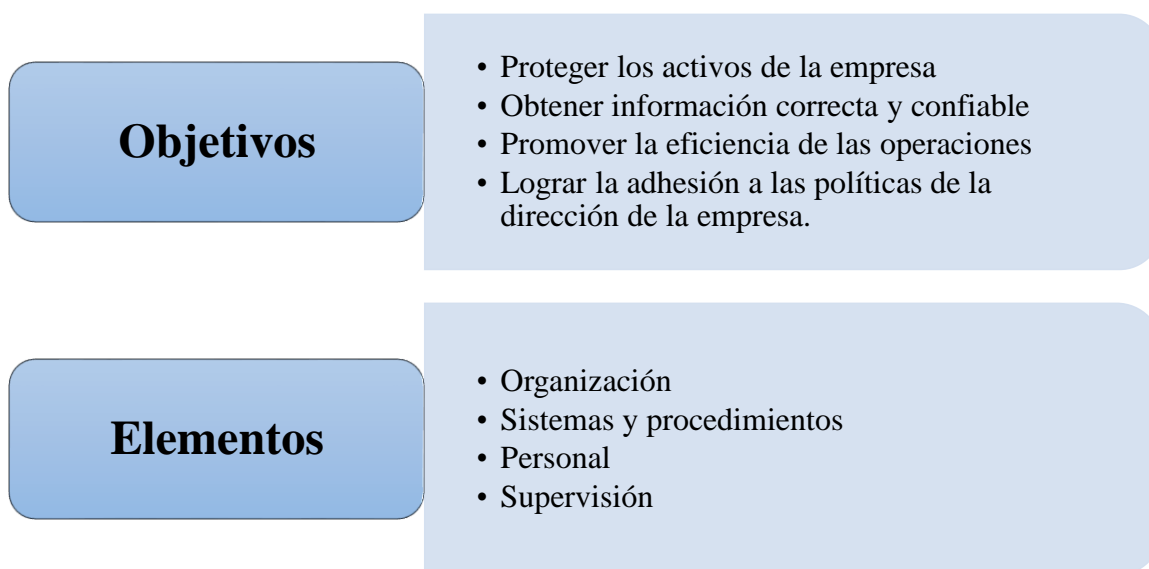 Objetivos
• Proteger los activos de la empresa
• Obtener información correcta y confiable
• Promover la eficiencia de las operaciones
• Lograr la adhesión a las políticas de la
dirección de la empresa.
Elementos
• Organización
• Sistemas y procedimientos
• Personal
• Supervisión